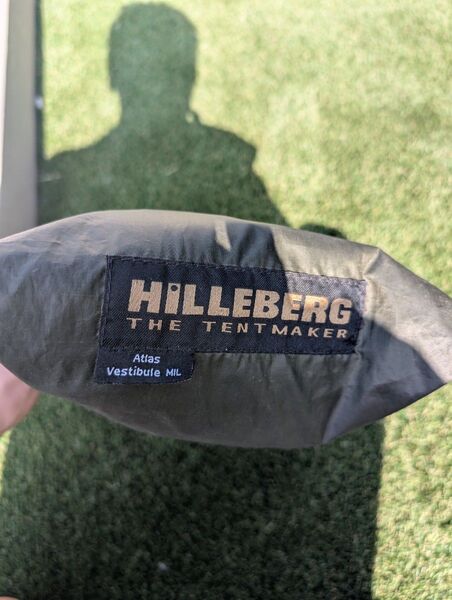 HiLLEBERG
THE TENTMAKER
Atlas
Vestibule MIL